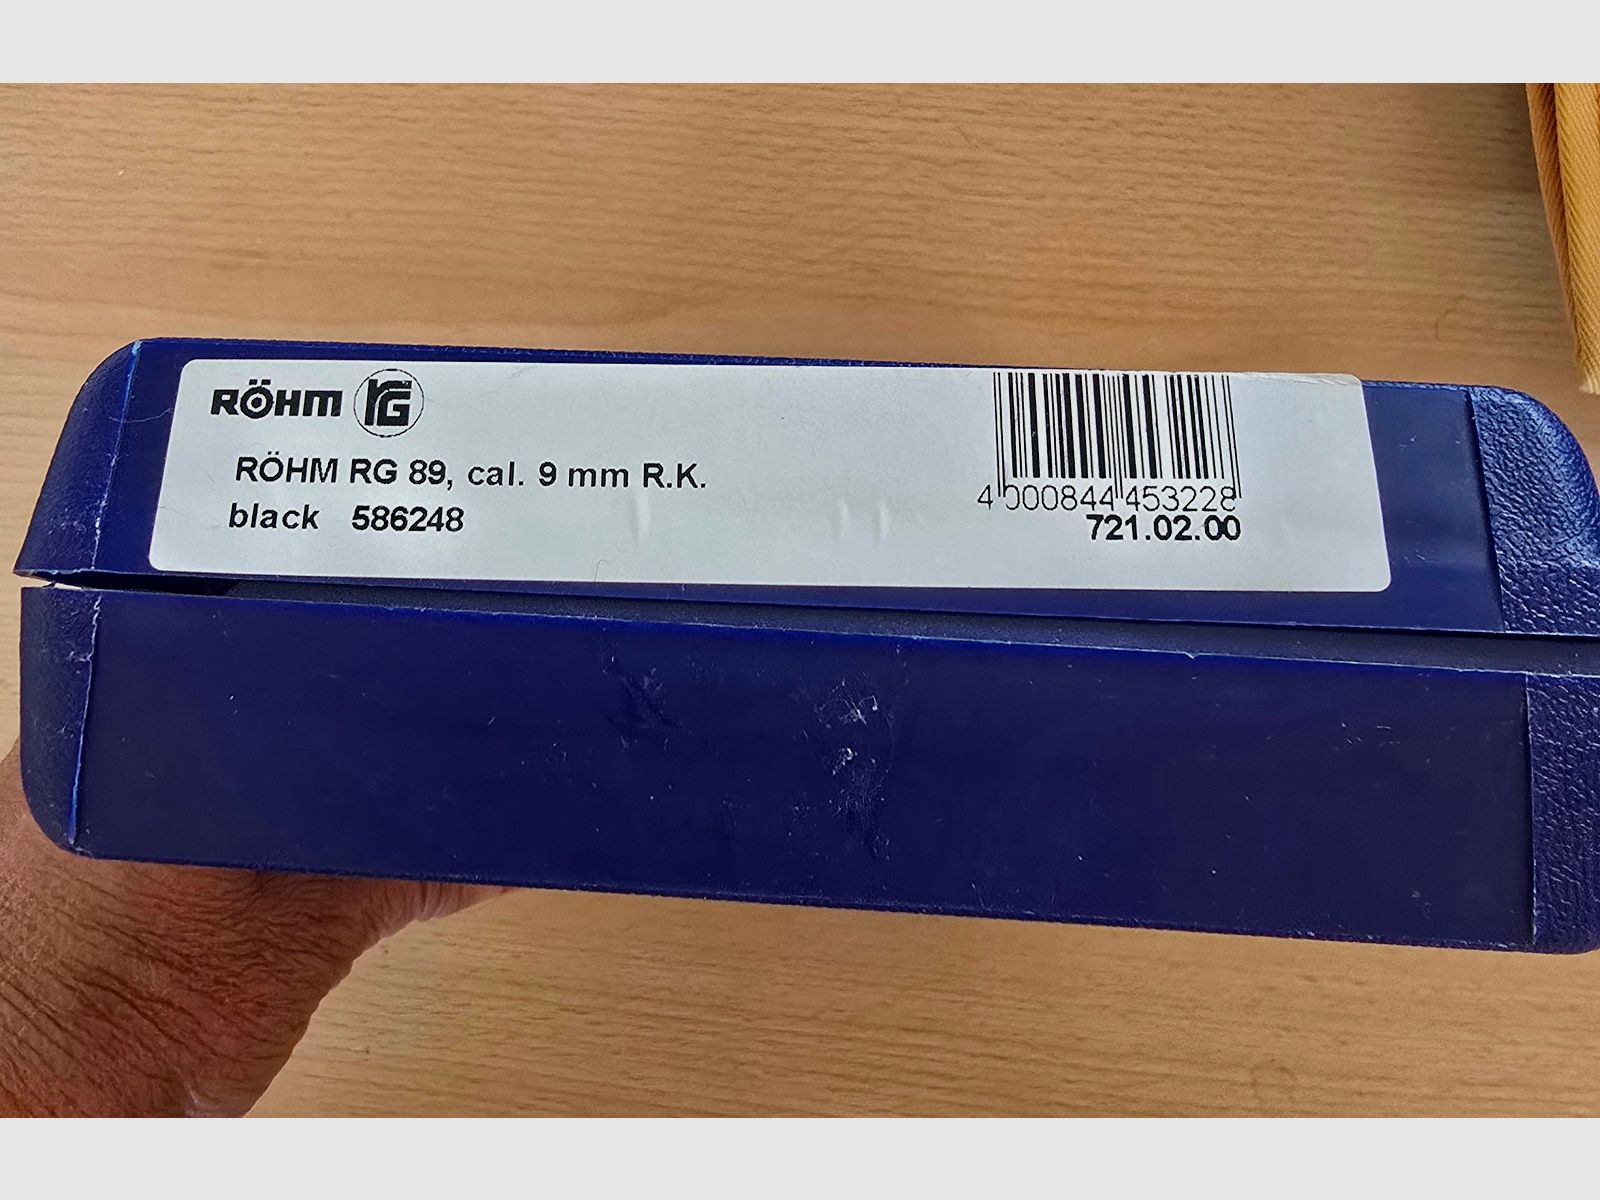 RÖHM RG
RÖHM RG 89, cal. 9 mm R.K.
black 586248
4 000844 453228
721.02.00